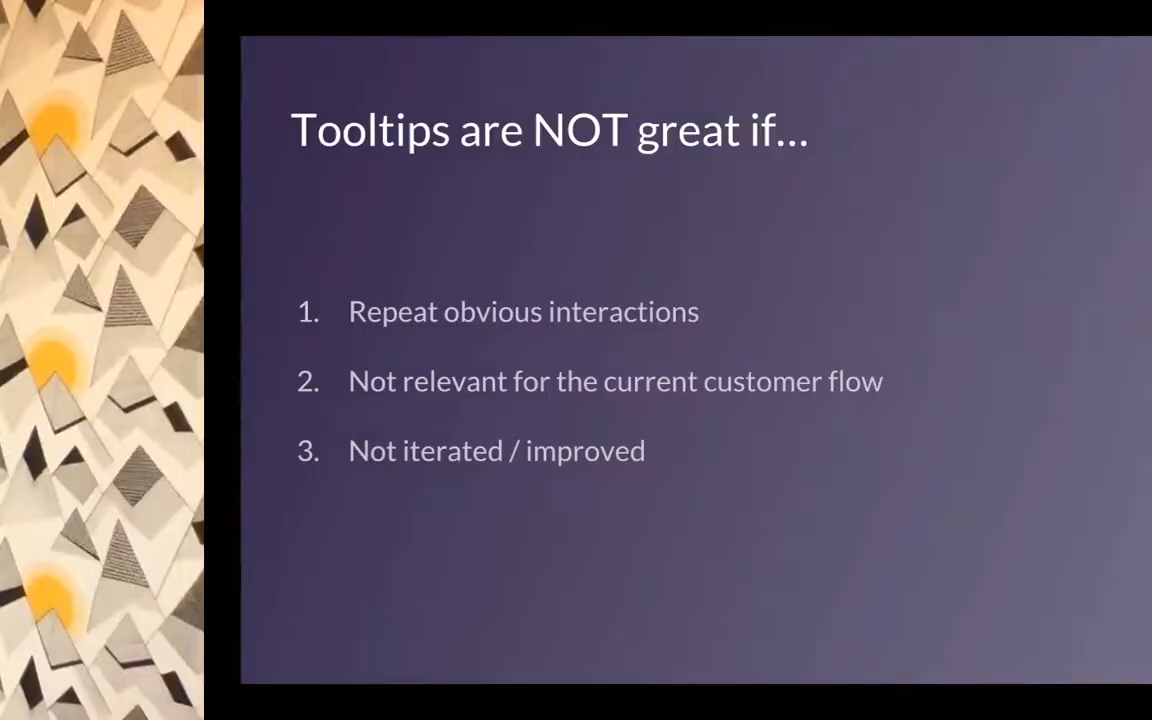 Tooltips are NOT great if...
1. Repeat obvious interactions
2. Not relevant for the current customer flow
3. Not iterated / improved